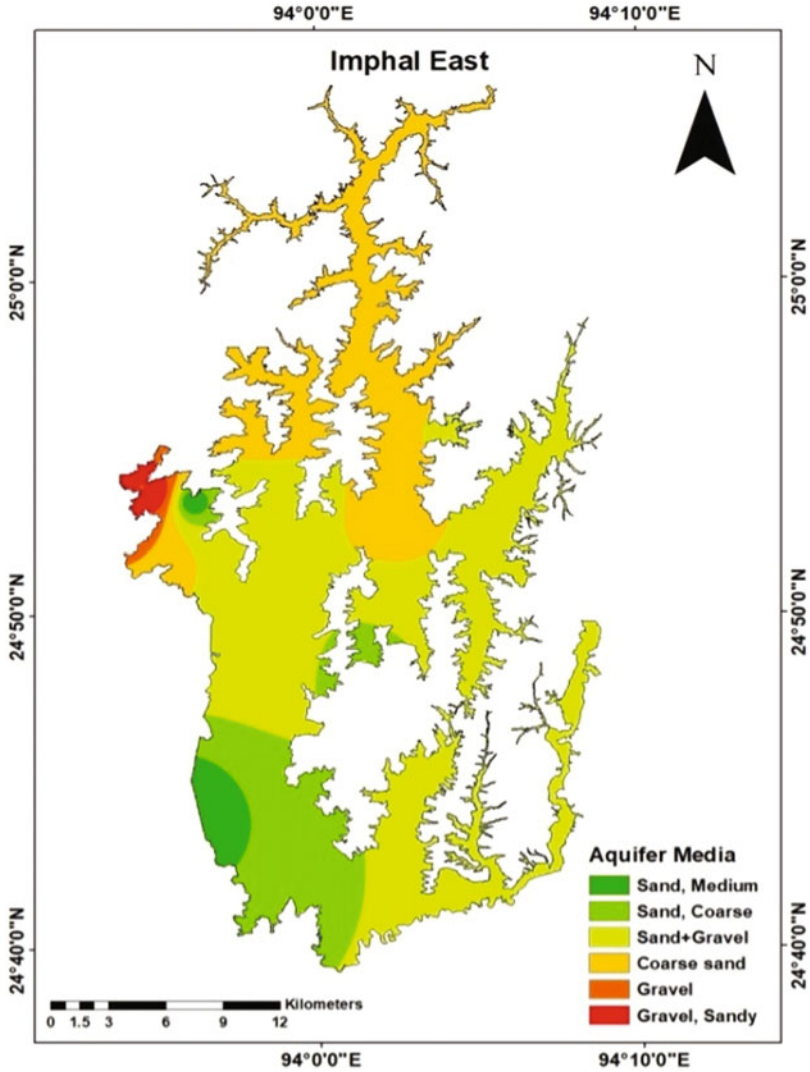 94°0'0"E 94°10'0"E
Imphal East
N
25°0'0"N 25°0'0"N
24°50'0"N 24°50'0"N
Aquifer Media
Sand, Medium
Sand, Coarse
Sand+Gravel
Coarse sand
Gravel
Gravel, Sandy
24°40'0"N 24°40'0"N
Kilometers
0 1.5 3 6 9 12
94°0'0"E 94°10'0"E